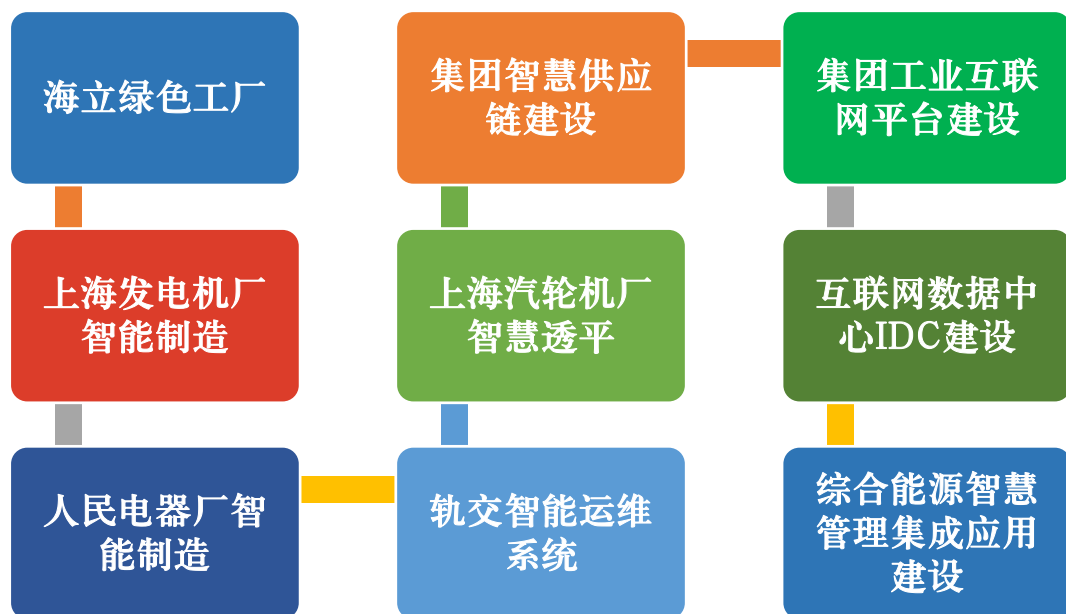 海立绿色工厂
上海发电机厂
智能制造
人民电器厂智
能制造
轨交智能运维
系统
上海汽轮机厂
智慧透平
集团智慧供应
链建设
集团工业互联
网平台建设
互联网数据中
心IDC建设
综合能源智慧
管理集成应用
建设